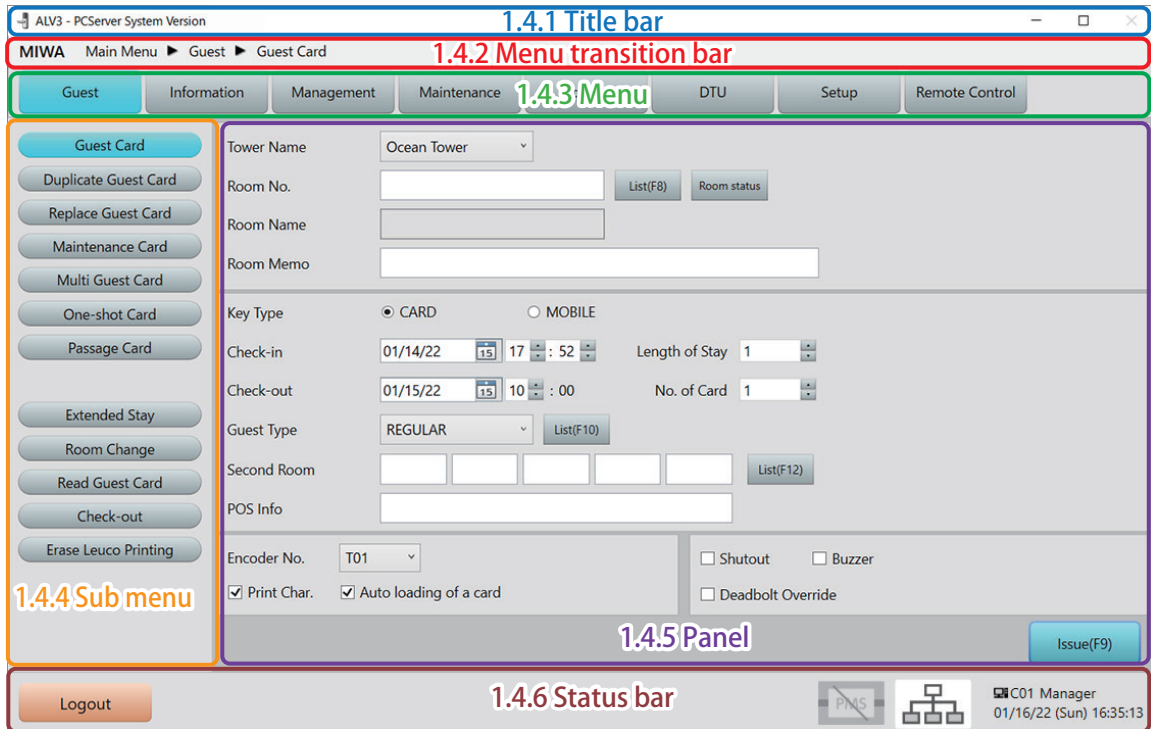 ALV3 - PCServer System Version
1.4.1 Title bar
MIWA Main Menu ▶ Guest ▶ Guest Card
1.4.2 Menu transition bar
Guest Information Management Maintenance DTU Setup Remote Control
1.4.3 Menu
Guest Card
Duplicate Guest Card
Replace Guest Card
Maintenance Card
Multi Guest Card
One-shot Card
Passage Card
Extended Stay
Room Change
Read Guest Card
Check-out
Erase Leuco Printing
1.4.4 Sub menu
Tower Name Ocean Tower
Room No. List(F8) Room status
Room Name
Room Memo
Key Type CARD MOBILE
Check-in 01/14/22 15 17 : 52 Length of Stay 1
Check-out 01/15/22 15 10 : 00 No. of Card 1
Guest Type REGULAR List(F10)
Second Room List(F12)
POS Info
Encoder No. T01
Print Char. Auto loading of a card
Shutout Buzzer
Deadbolt Override
1.4.5 Panel
Issue(F9)
Logout
1.4.6 Status bar
PMS
C01 Manager
01/16/22 (Sun) 16:35:13